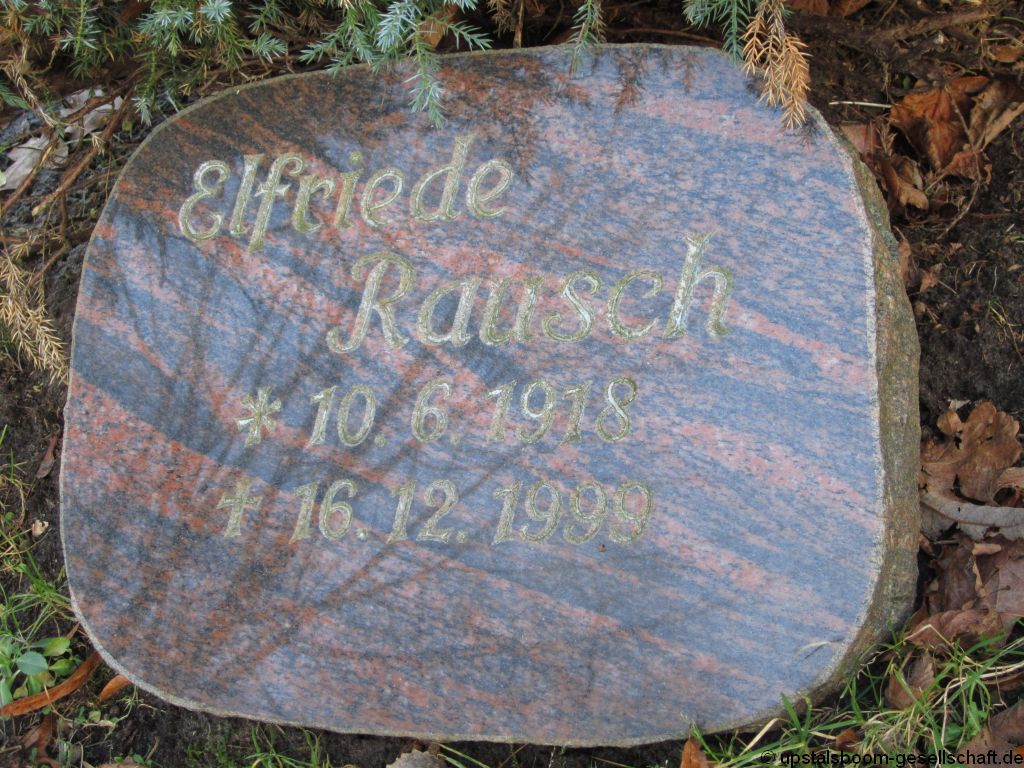 Elfriede
Rausch
* 10. 6. 1918
† 16. 12. 1999
© upstalsboom-gesellschaft.de